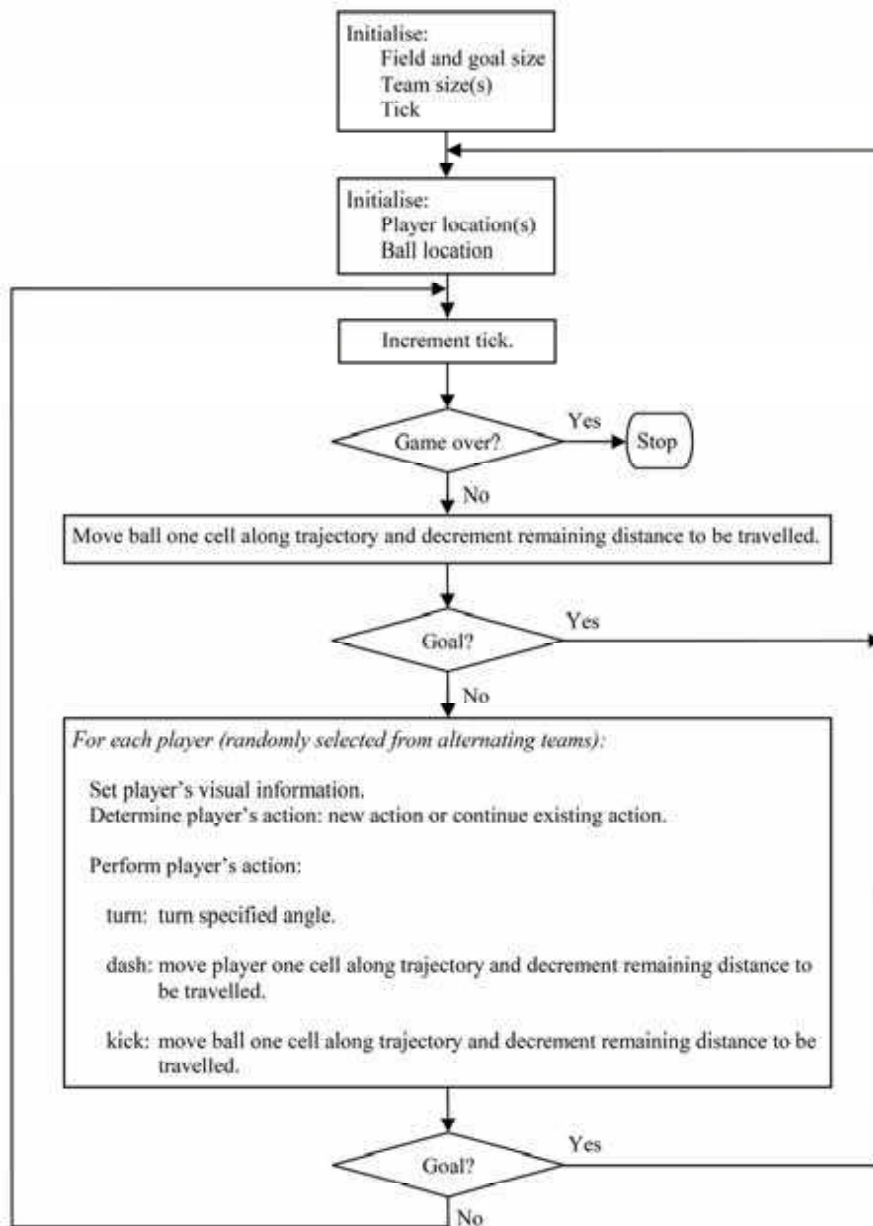 Initialise:
Field and goal size
Team size(s)
Tick
Initialise:
Player location(s)
Ball location
Increment tick.
Game over?
Yes
Stop
No
Move ball one cell along trajectory and decrement remaining distance to be travelled.
Goal?
Yes
No
For each player (randomly selected from alternating teams):
Set player's visual information.
Determine player's action: new action or continue existing action.
Perform player's action:
turn: turn specified angle.
dash: move player one cell along trajectory and decrement remaining distance to
be travelled.
kick: move ball one cell along trajectory and decrement remaining distance to be
travelled.
Goal?
Yes
No